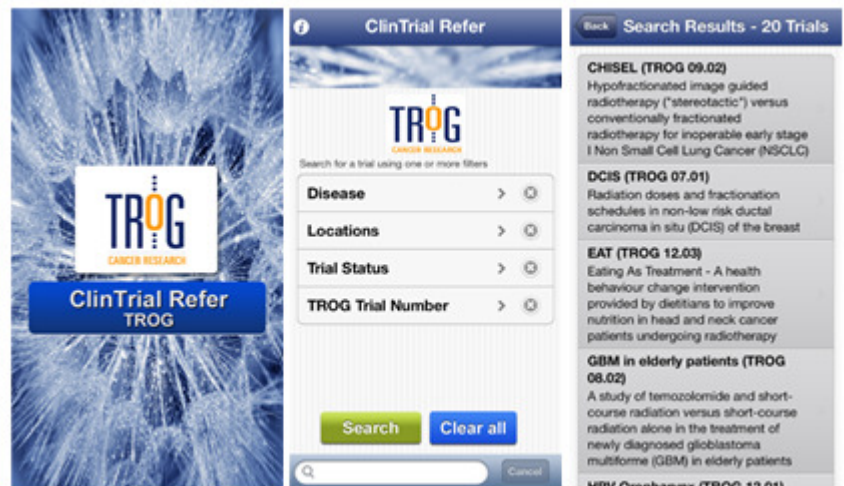 TROG
CANCER RESEARCH
ClinTrial Refer
TROG
ClinTrial Refer
TROG
CANCER RESEARCH
Search for a trial using one or more filters
Disease
Locations
Trial Status
TROG Trial Number
Search
Clear all
Cancel
Back
Search Results - 20 Trials
CHISEL (TROG 09.02)
Hypofractionated image guided
radiotherapy ("stereotactic") versus
conventionally fractionated
radiotherapy for inoperable early stage
I Non Small Cell Lung Cancer (NSCLC)
DCIS (TROG 07.01)
Radiation doses and fractionation
schedules in non-low risk ductal
carcinoma in situ (DCIS) of the breast
EAT (TROG 12.03)
Eating As Treatment - A health
behaviour change intervention
provided by dietitians to improve
nutrition in head and neck cancer
patients undergoing radiotherapy
GBM in elderly patients (TROG
08.02)
A study of temozolomide and short-
course radiation versus short-course
radiation alone in the treatment of
newly diagnosed glioblastoma
multiforme (GBM) in elderly patients
HPV Oropharynx (TROG 12.01)